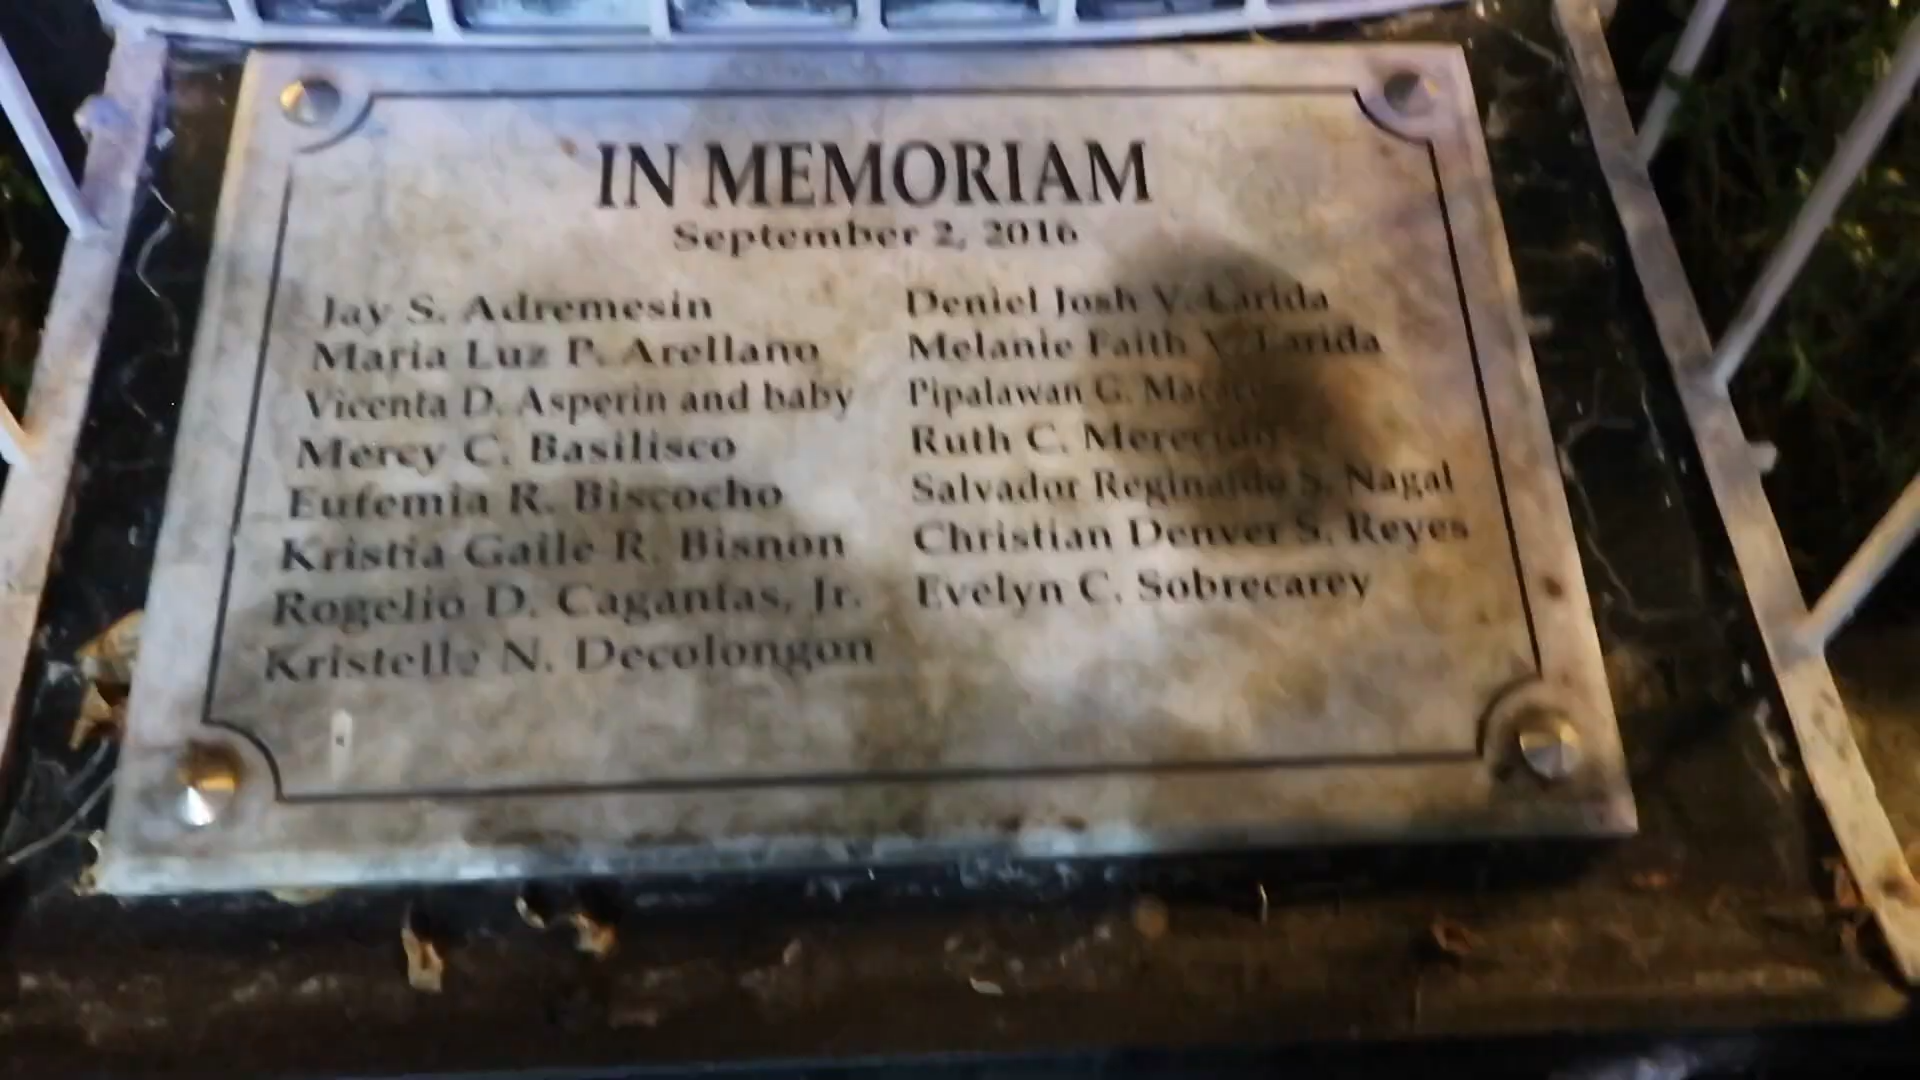 IN MEMORIAM
September 2, 2016
Jay S. Adremesin
Maria Luz P. Arellano
Vicenta D. Asperin and baby
Mercy C. Basilisco
Eufemia R. Biscocho
Kristia Gaile R. Bisnon
Rogelio D. Cagantas, Jr.
Kristelle N. Decolongon
Deniel Josh V. Larida
Melanie Faith V. Larida
Pipalawan G.
Ruth C.
Salvador Reginaldo S. Nagal
Christian Denver S. Reyes
Evelyn C. Sobrecarey